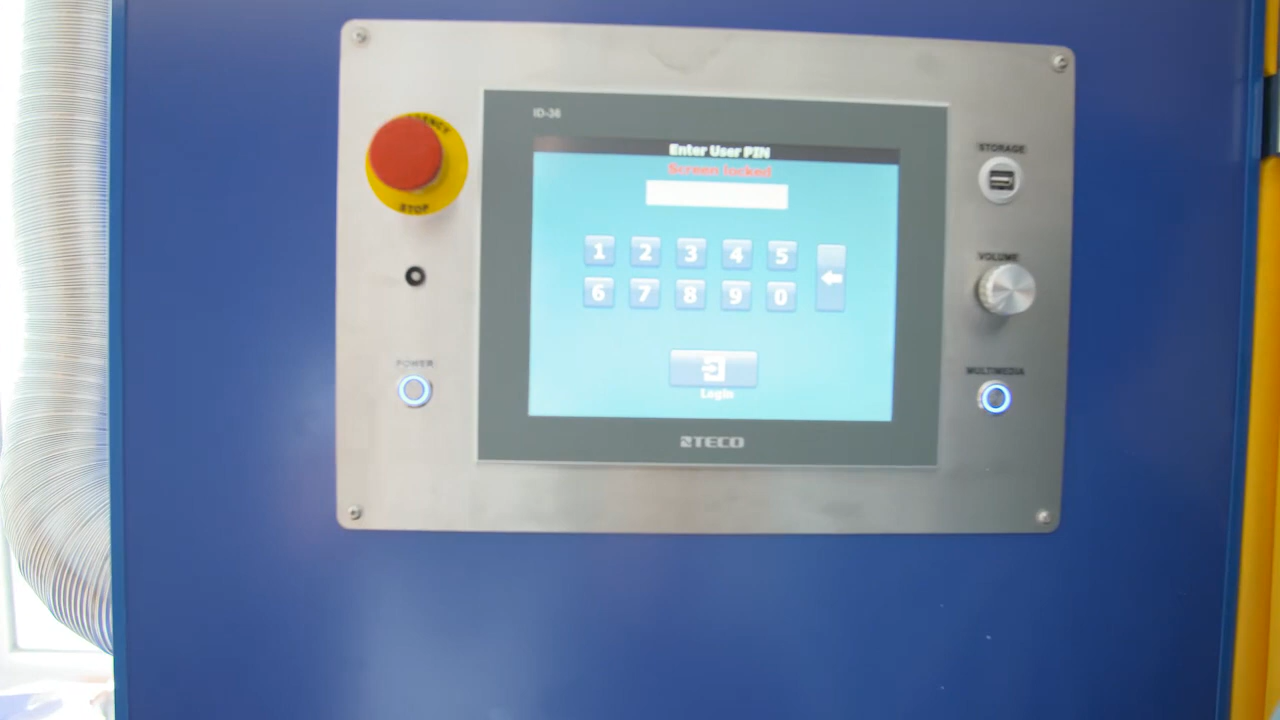 ID-36
Enter User PIN
Screen locked
1 2 3 4 5
6 7 8 9 0
Login
TECO
STOP
POWER
STORAGE
VOLUME
MULTIMEDIA